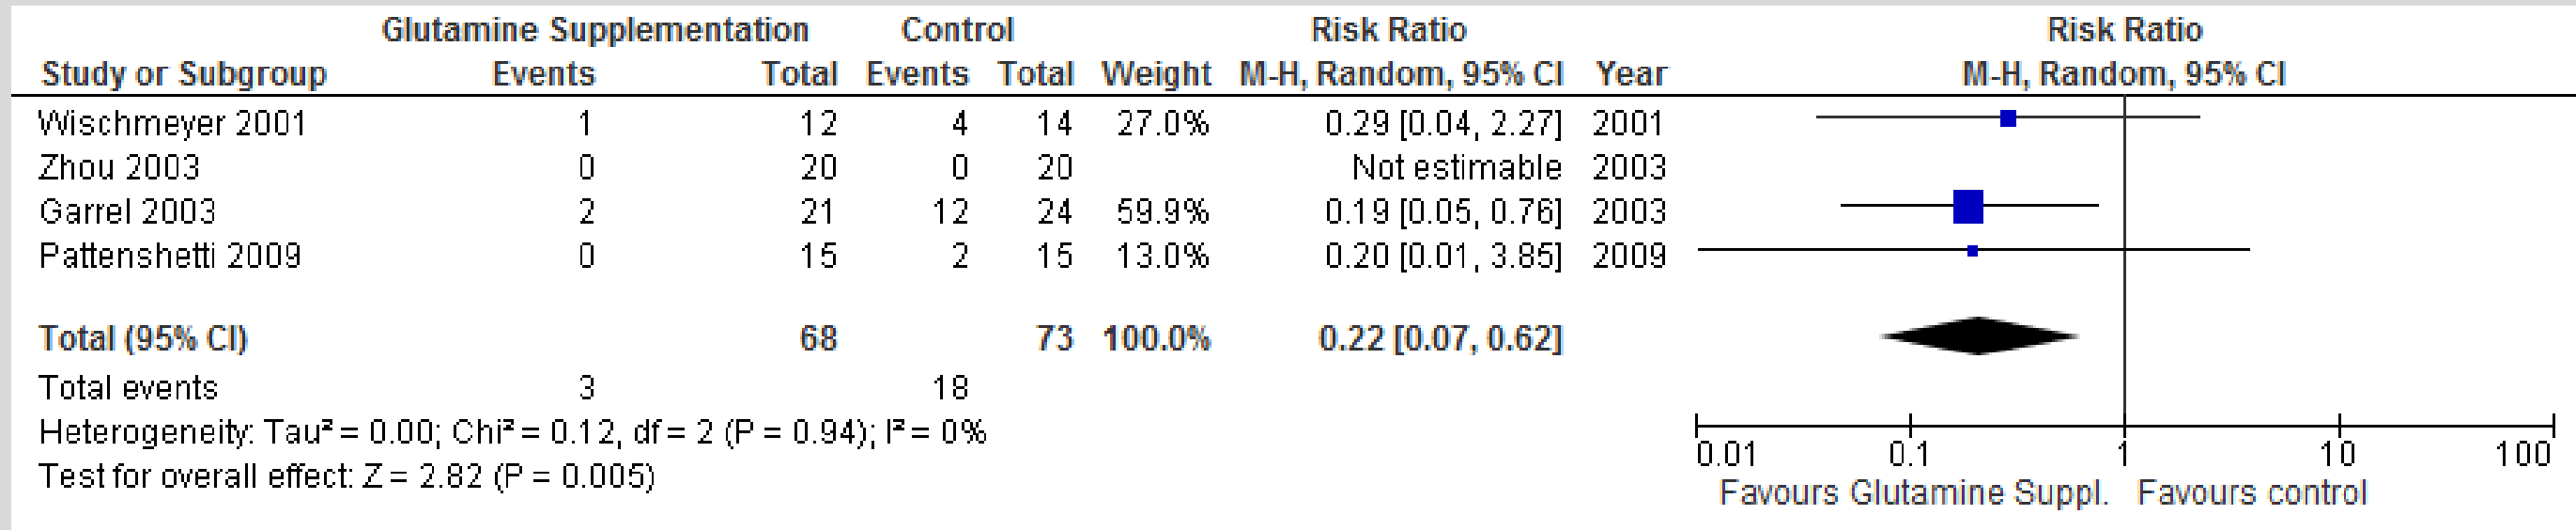 Glutamine Supplementation Control Risk Ratio Risk Ratio
Study or Subgroup Events Total Events Total Weight M-H, Random, 95% CI Year M-H, Random, 95% CI
Wischmeyer 2001 1 12 4 14 27.0% 0.29 [0.04, 2.27] 2001
Zhou 2003 0 20 0 20 Not estimable 2003
Garrel 2003 2 21 12 24 59.9% 0.19 [0.05, 0.76] 2003
Pattenshetti 2009 0 15 2 15 13.0% 0.20 [0.01, 3.85] 2009
Total (95% CI) 68 73 100.0% 0.22 [0.07, 0.62]
Total events 3 18
Heterogeneity: Tau² = 0.00; Chi² = 0.12, df = 2 (P = 0.94); I² = 0%
Test for overall effect: Z = 2.82 (P = 0.005)
0.01 0.1 1 10 100
Favours Glutamine Suppl. Favours control